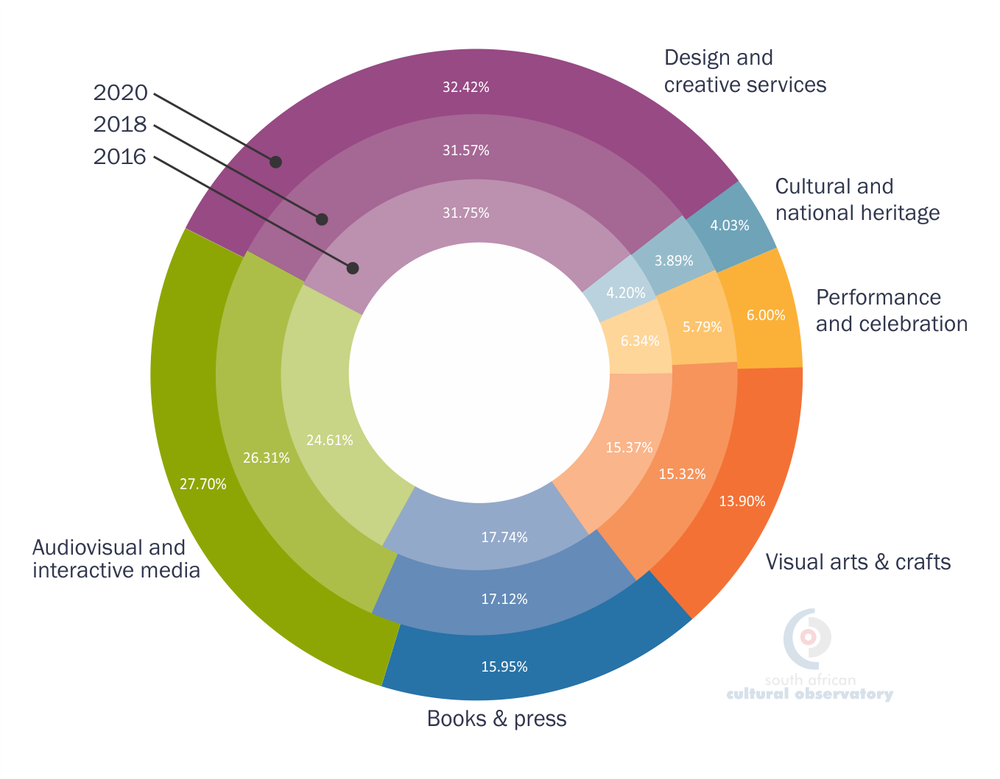 Design and
creative services
2020
2018
2016
32.42%
31.57%
31.75%
Cultural and
national heritage
4.03%
3.89%
4.20%
Performance
and celebration
6.00%
5.79%
6.34%
15.37%
15.32%
13.90%
Visual arts & crafts
24.61%
26.31%
27.70%
Audiovisual and
interactive media
17.74%
17.12%
15.95%
Books & press
south african
cultural observatory